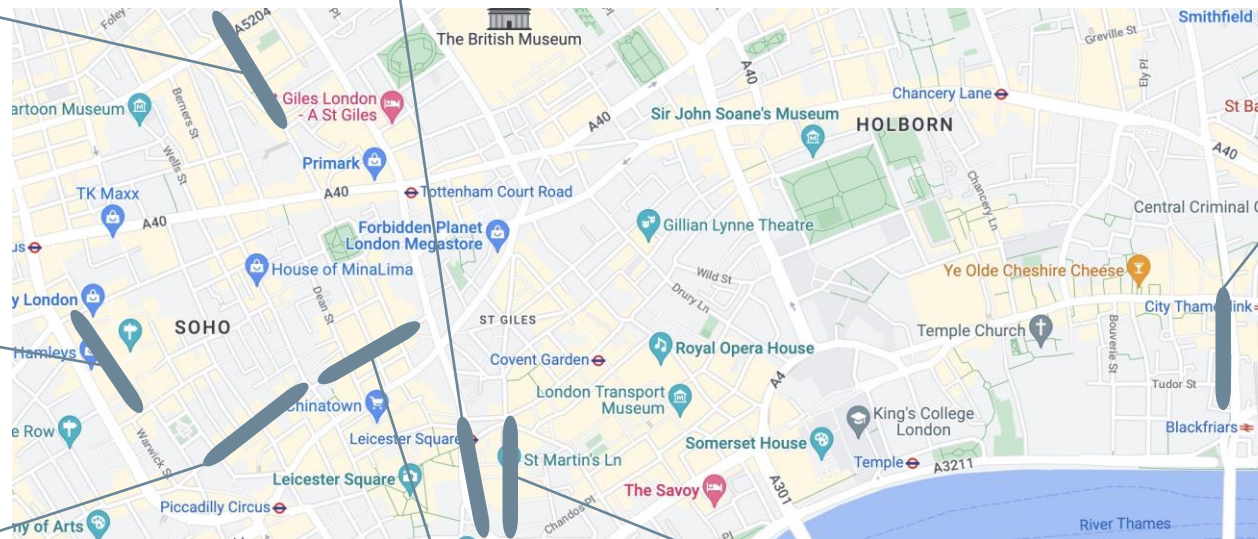 Foley
A5204
Pl
The British Museum
Pl
Smithfield
Greville St
Ely Pl
A40
Chancery Lane
artoon Museum
Berners St
Giles London
- A St Giles
A40
Sir John Soane's Museum
HOLBORN
St Ba
A40
Wells St
Primark
TK Maxx
A40
Tottenham Court Road
Chancery Ln
A40
Forbidden Planet
London Megastore
Gillian Lynne Theatre
Central Criminal C
us
House of MinaLima
Wild St
Ye Olde Cheshire Cheese
y London
Dean St
Drury Ln
City Thameslink
SOHO
ST GILES
Temple Church
Bouverie St
Hamleys
Covent Garden
Royal Opera House
A4
Tudor St
London Transport
Museum
Chinatown
King's College
London
e Row
Warwick S
Leicester Square
Somerset House
Blackfriars
St Martin's Ln
Temple
A3211
Leicester Square
The Savoy
A301
Piccadilly Circus
Chandos Pl
my of Arts
Pl
River Thames